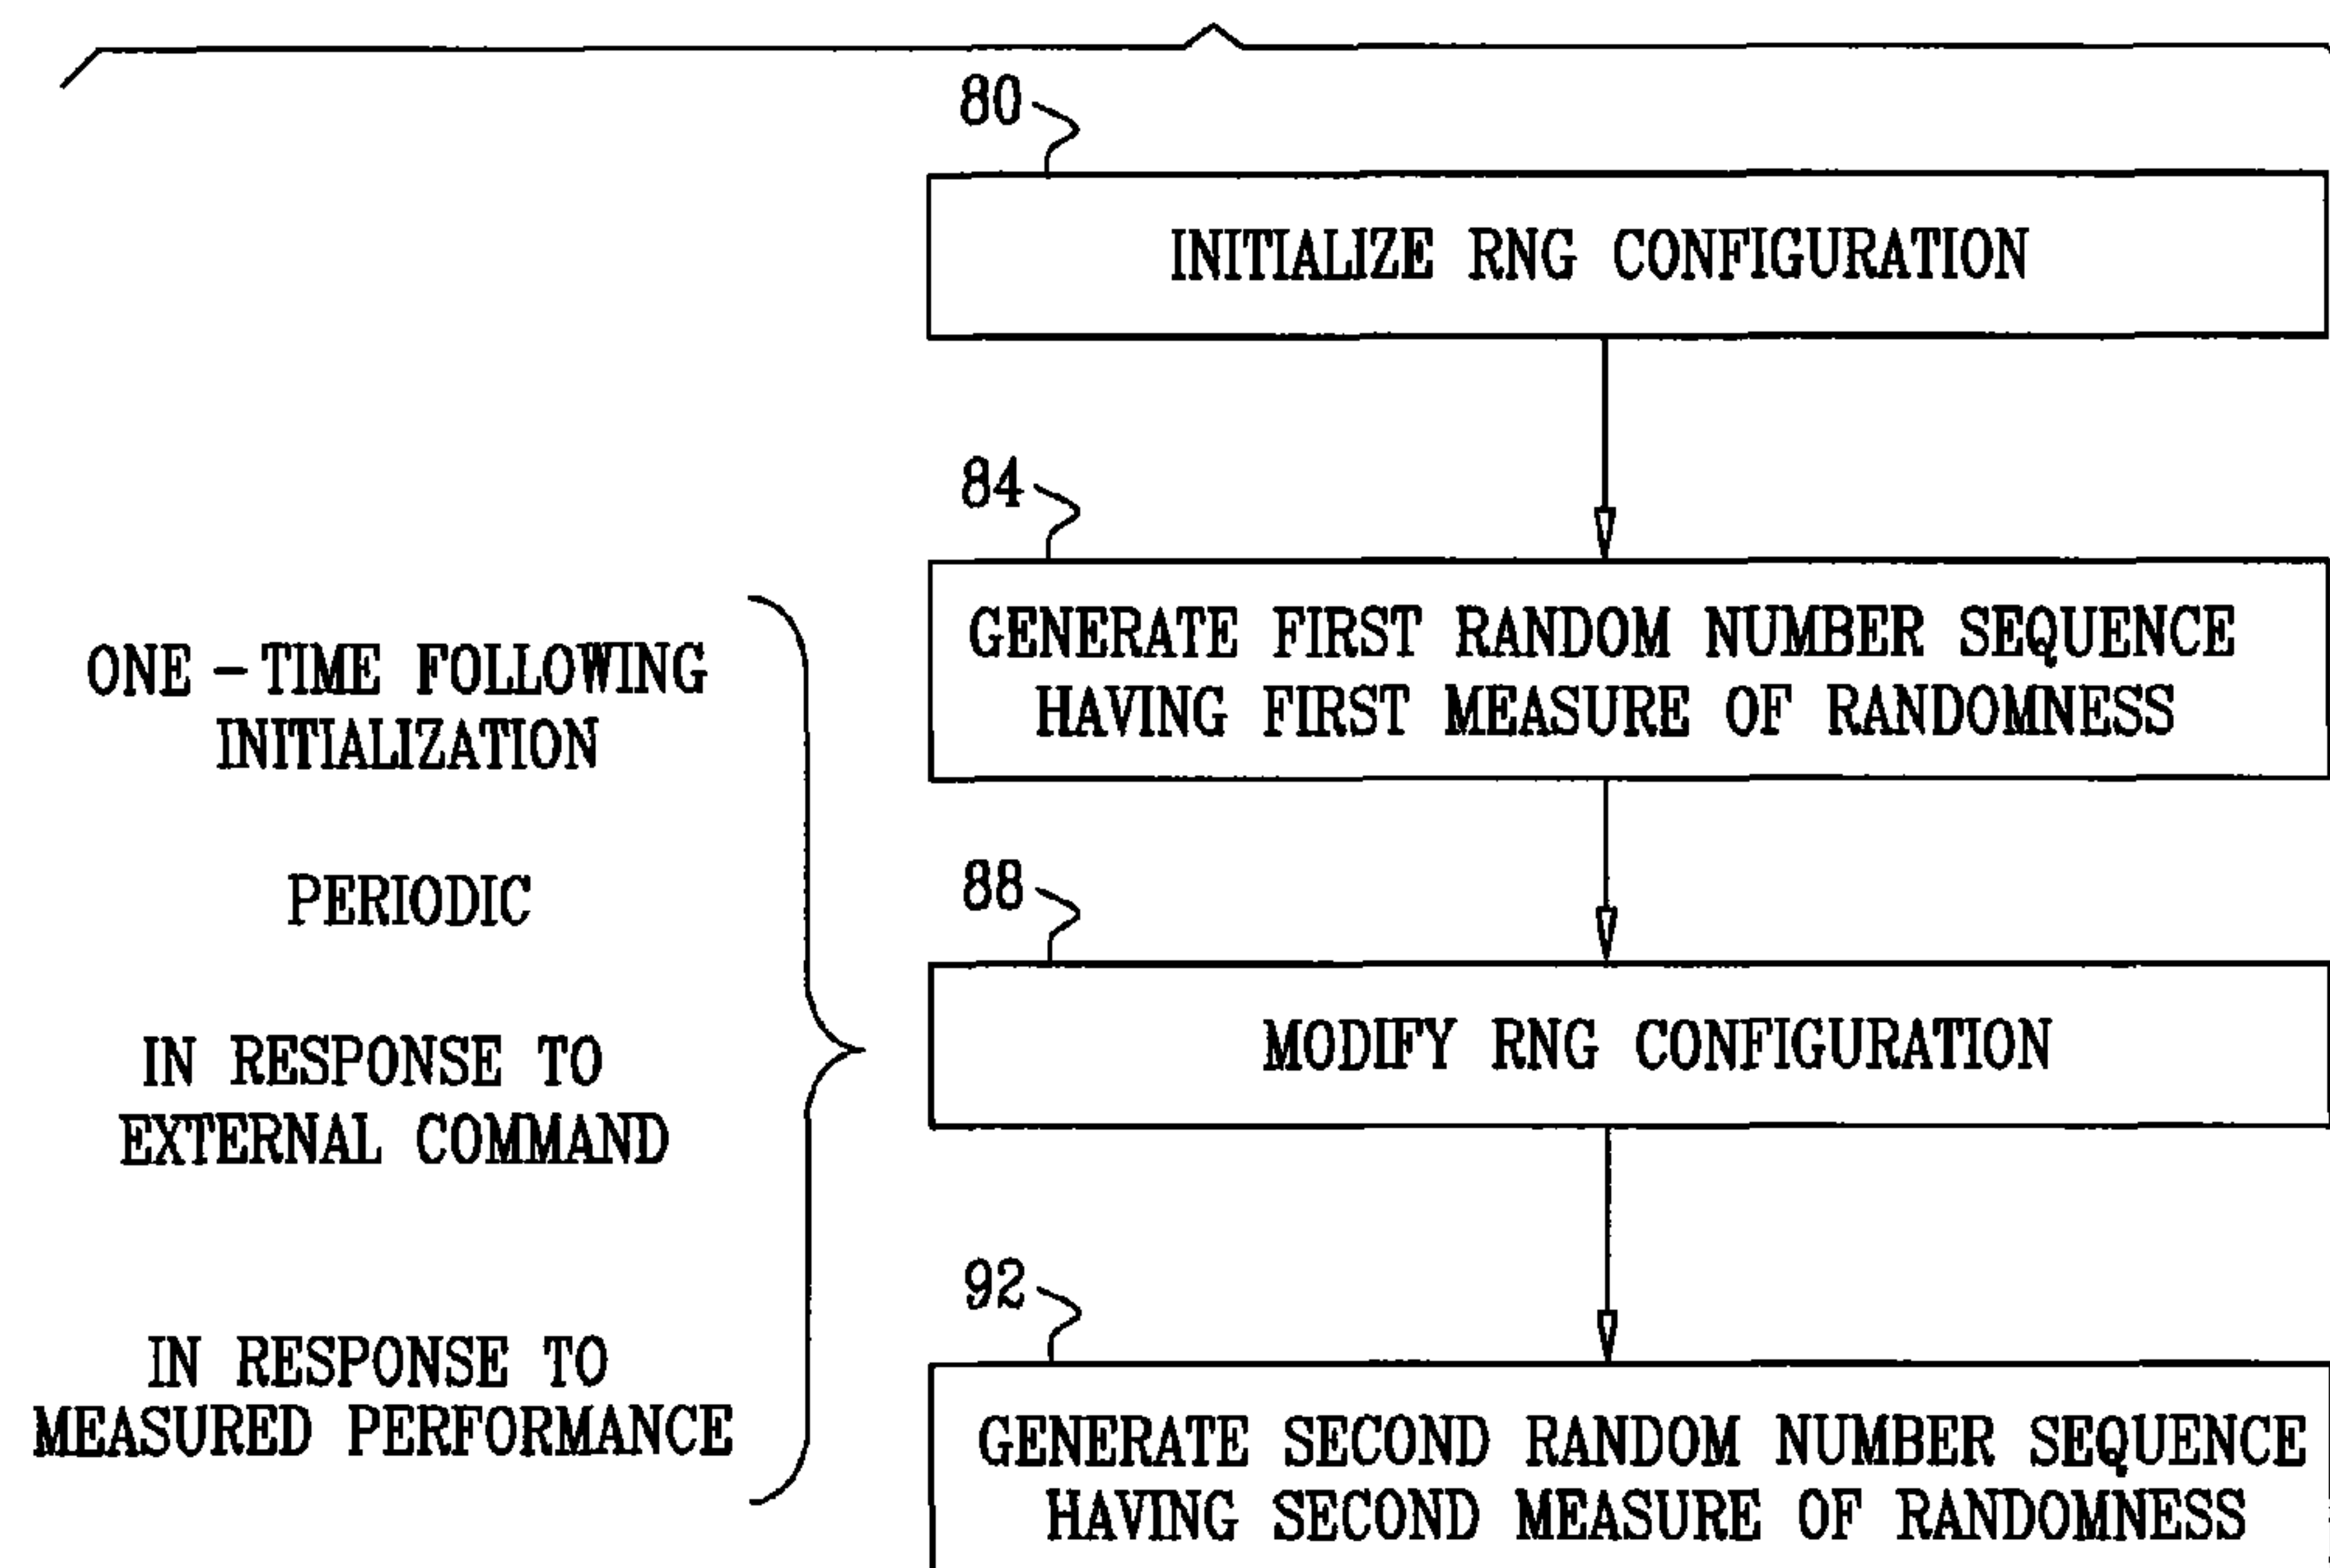 80
INITIALIZE RNG CONFIGURATION
84
GENERATE FIRST RANDOM NUMBER SEQUENCE
HAVING FIRST MEASURE OF RANDOMNESS
ONE-TIME FOLLOWING
INITIALIZATION
PERIODIC
IN RESPONSE TO
EXTERNAL COMMAND
IN RESPONSE TO
MEASURED PERFORMANCE
88
MODIFY RNG CONFIGURATION
92
GENERATE SECOND RANDOM NUMBER SEQUENCE
HAVING SECOND MEASURE OF RANDOMNESS